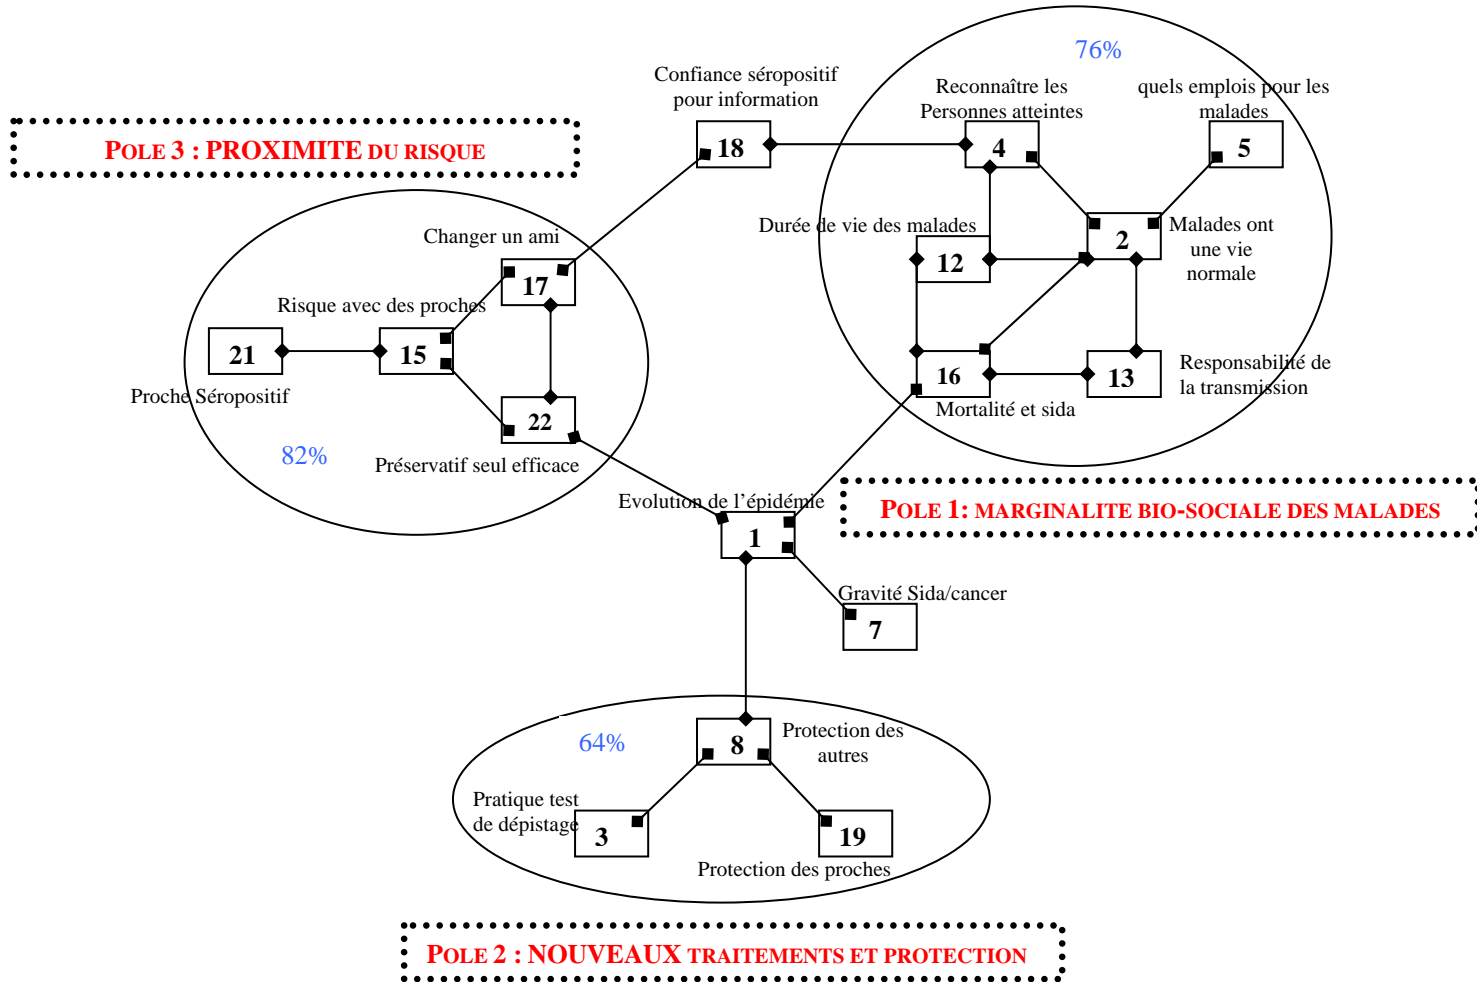 76%
Confiance séropositif
pour information
Reconnaître les
Personnes atteintes
quels emplois pour les
malades
POLE 3 : PROXIMITE DU RISQUE
18
4
5
Changer un ami
Durée de vie des malades
2
Malades ont
une vie
normale
17
12
Risque avec des proches
21
15
16
13
Responsabilité de
la transmission
Proche Séropositif
Mortalité et sida
22
82%
Préservatif seul efficace
Evolution de l’épidémie
POLE 1: MARGINALITE BIO-SOCIALE DES MALADES
1
Gravité Sida/cancer
7
64%
8
Protection des
autres
Pratique test
de dépistage
3
19
Protection des proches
POLE 2 : NOUVEAUX TRAITEMENTS ET PROTECTION